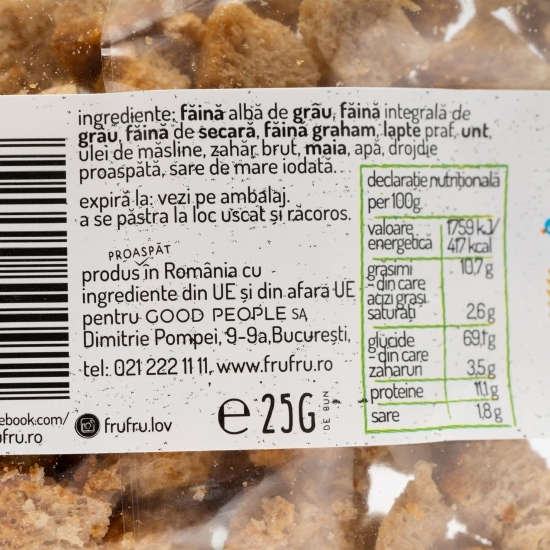 ingrediente: făină albă de grâu, făină integrală de
grâu, făină de secară, făină graham, lapte praf, unt,
ulei de măsline, zahăr brut, maia, apă, drojdie
proaspătă, sare de mare iodată.
expiră la: vezi pe ambalaj.
a se păstra la loc uscat și răcoros.
PROASPĂT
produs în România cu
ingrediente din UE și din afara UE
pentru GOOD PEOPLE SA
Dimitrie Pompei, 9-9a, București,
tel: 021 222 11 11, www.frufru.ro
ebook.com/
ufru.ro
frufru.lov
e 25G
DE BUN
declarație nutrițională
per 100g
valoare 1759 kJ/
energetică 417 kcal
grăsimi 10,7 g
- din care
acizi grași
saturați 2,6 g
glucide 69,1g
- din care
zaharuri 3,5 g
proteine 11,1 g
sare 1,8 g